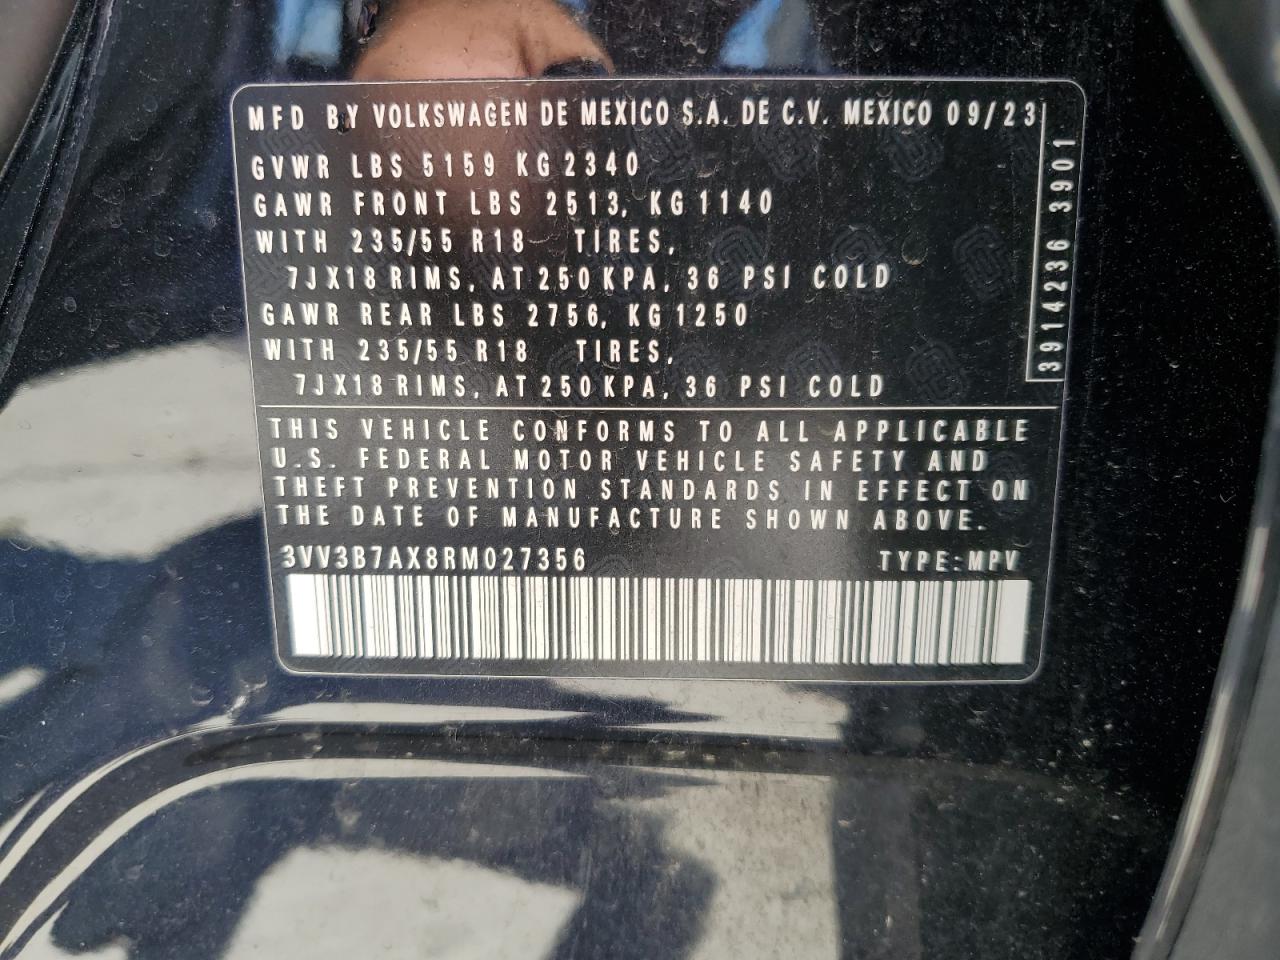 MFD BY VOLKSWAGEN DE MEXICO S.A. DE C.V. MEXICO 09/23
GVWR LBS 5159 KG 2340
GAWR FRONT LBS 2513, KG 1140
WITH 235/55 R18 TIRES,
7JX18 RIMS, AT 250 KPA, 36 PSI COLD
GAWR REAR LBS 2756, KG 1250
WITH 235/55 R18 TIRES,
7JX18 RIMS, AT 250 KPA, 36 PSI COLD
3914236 3901
THIS VEHICLE CONFORMS TO ALL APPLICABLE
U.S. FEDERAL MOTOR VEHICLE SAFETY AND
THEFT PREVENTION STANDARDS IN EFFECT ON
THE DATE OF MANUFACTURE SHOWN ABOVE.
3VV3B7AX8RM027356 TYPE: MPV